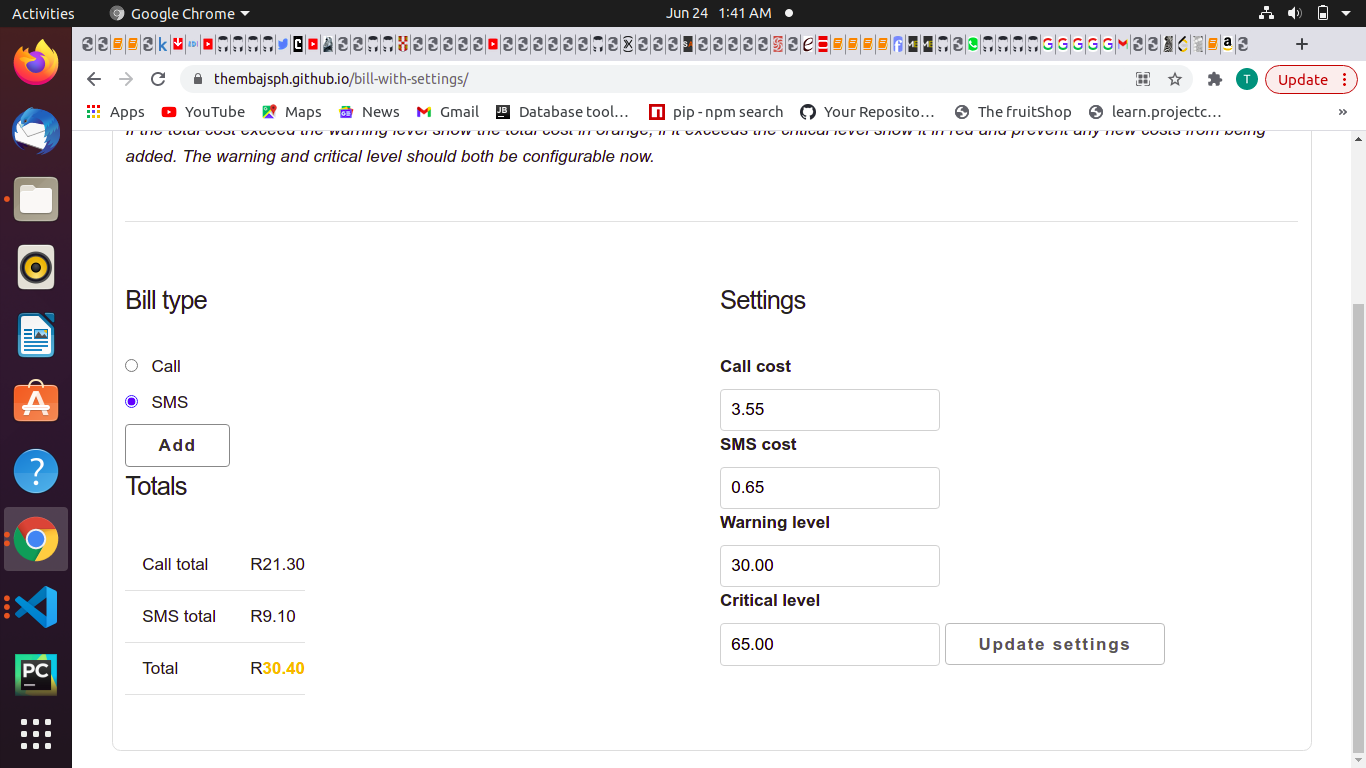 Activities Google Chrome Jun 24 1:41 AM
thembajsph.github.io/bill-with-settings/ T Update
Apps YouTube Maps News Gmail Database tool… pip - npm search Your Reposito… The fruitShop learn.projectc… »
If the total cost exceed the warning level show the total cost in orange, if it exceeds the critical level show it in red and prevent any new costs from being
added. The warning and critical level should both be configurable now.
Bill type
Call
SMS
Add
Totals
Call total R21.30
SMS total R9.10
Total R30.40
Settings
Call cost
3.55
SMS cost
0.65
Warning level
30.00
Critical level
65.00 Update settings
PC